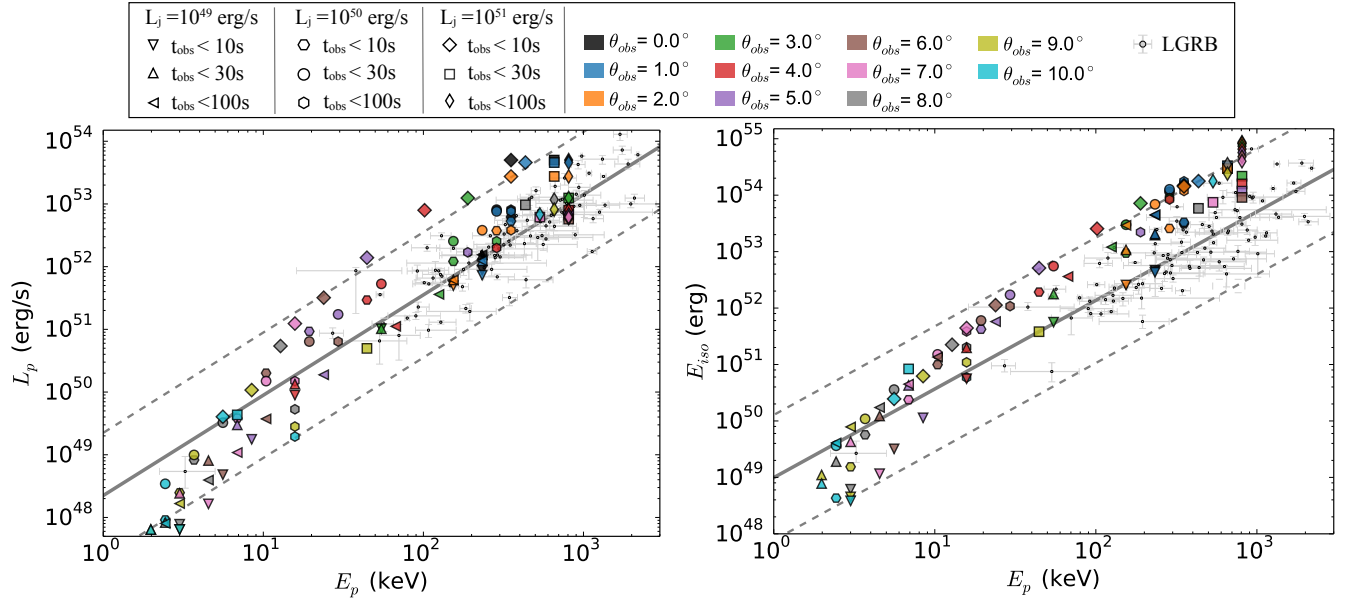 L_j =10^49 erg/s L_j =10^50 erg/s L_j =10^51 erg/s
t_obs < 10s t_obs < 10s t_obs < 10s
t_obs < 30s t_obs < 30s t_obs < 30s
t_obs <100s t_obs <100s t_obs <100s
θ_obs= 0.0° θ_obs= 3.0° θ_obs= 6.0° θ_obs= 9.0° LGRB
θ_obs= 1.0° θ_obs= 4.0° θ_obs= 7.0° θ_obs= 10.0°
θ_obs= 2.0° θ_obs= 5.0° θ_obs= 8.0°
L_p (erg/s)
10^54
10^53
10^52
10^51
10^50
10^49
10^48
10^0 10^1 10^2 10^3
E_p (keV)
E_iso (erg)
10^55
10^54
10^53
10^52
10^51
10^50
10^49
10^48
10^0 10^1 10^2 10^3
E_p (keV)